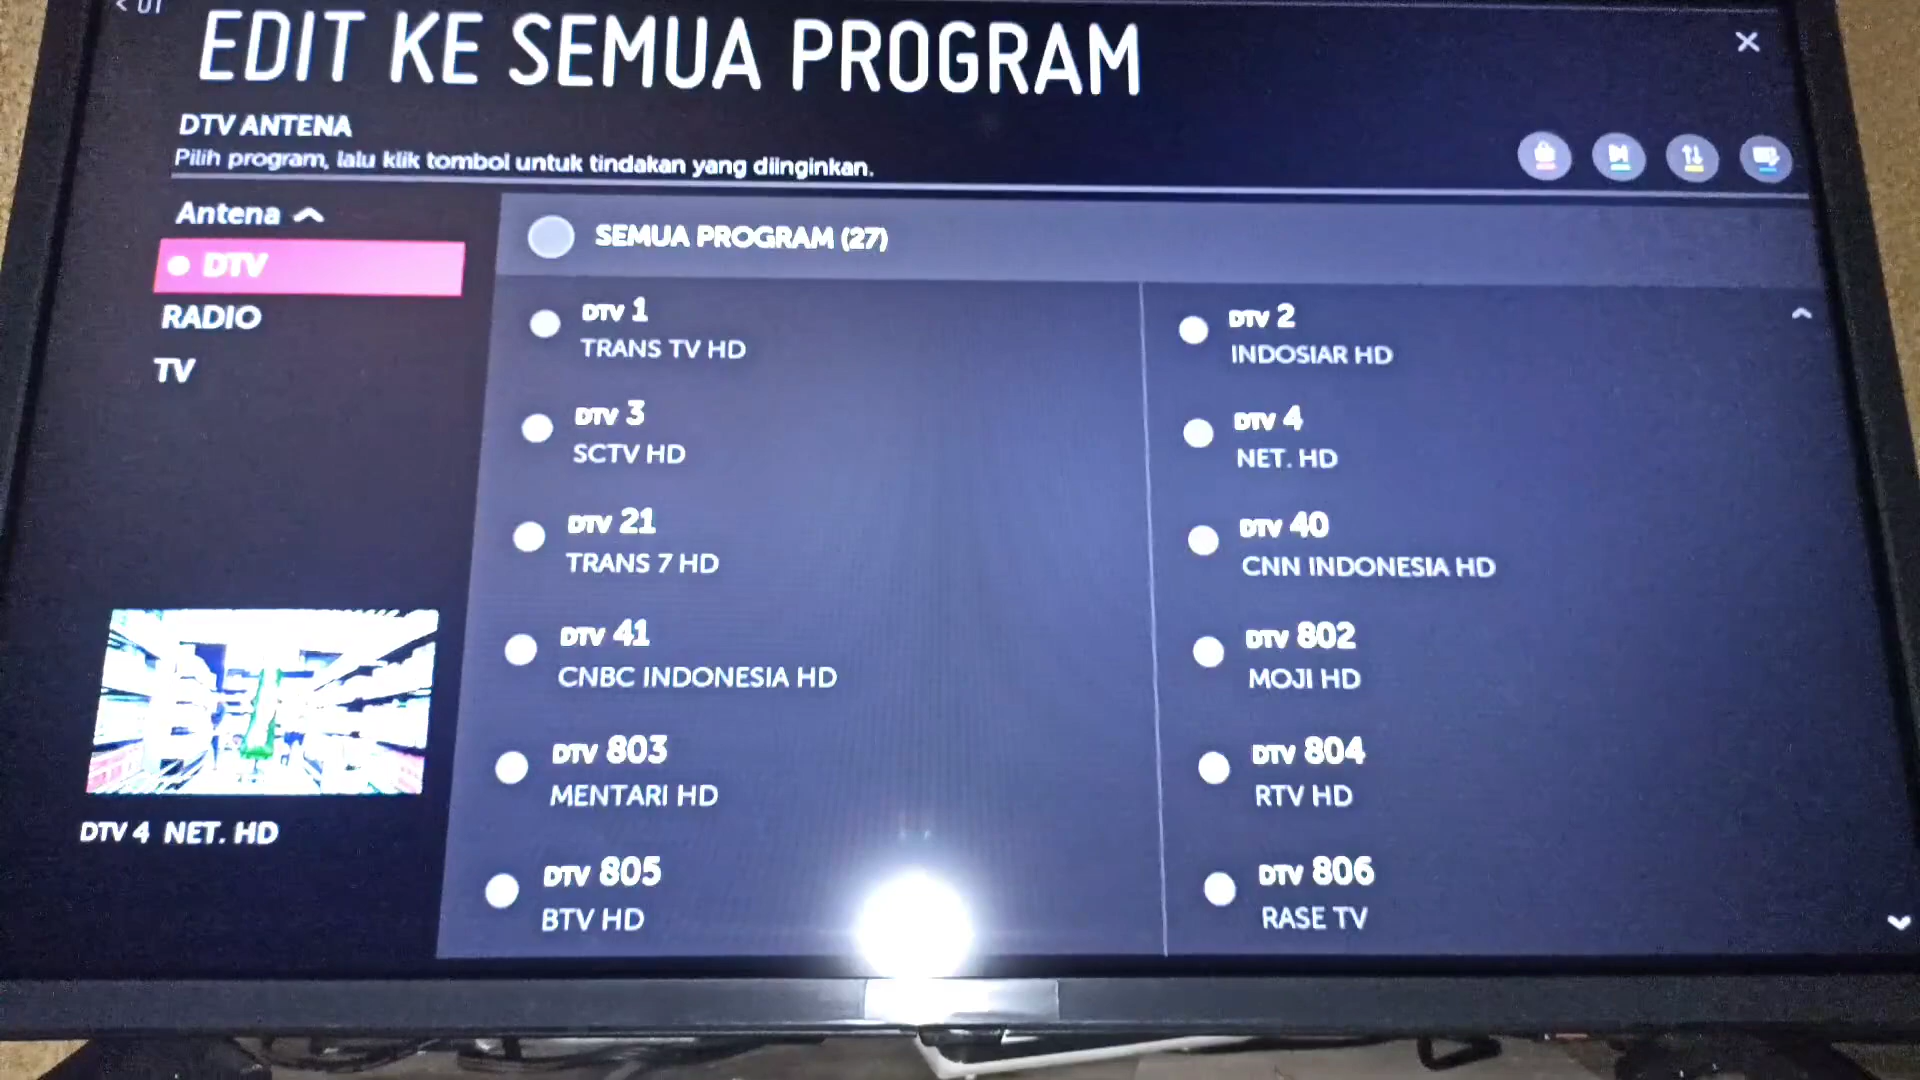 EDIT KE SEMUA PROGRAM
DTV ANTENA
Pilih program, lalu klik tombol untuk tindakan yang diinginkan.
Antena
DTV
RADIO
TV
DTV 4 NET. HD
SEMUA PROGRAM (27)
DTV 1
TRANS TV HD
DTV 2
INDOSIAR HD
DTV 3
SCTV HD
DTV 4
NET. HD
DTV 21
TRANS 7 HD
DTV 40
CNN INDONESIA HD
DTV 41
CNBC INDONESIA HD
DTV 802
MOJI HD
DTV 803
MENTARI HD
DTV 804
RTV HD
DTV 805
BTV HD
DTV 806
RASE TV